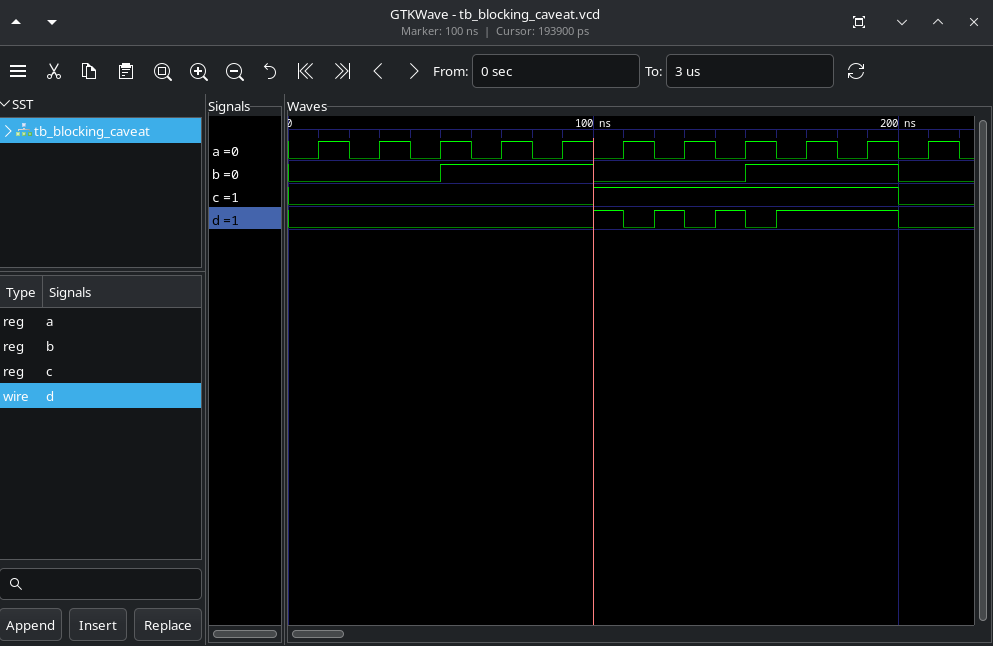 GTKWave - tb_blocking_caveat.vcd
Marker: 100 ns | Cursor: 193900 ps
From: 0 sec To: 3 us
SST
tb_blocking_caveat
Type Signals
reg a
reg b
reg c
wire d
Append Insert Replace
Signals
a =0
b =0
c =1
d =1
Waves
0 100 ns 200 ns